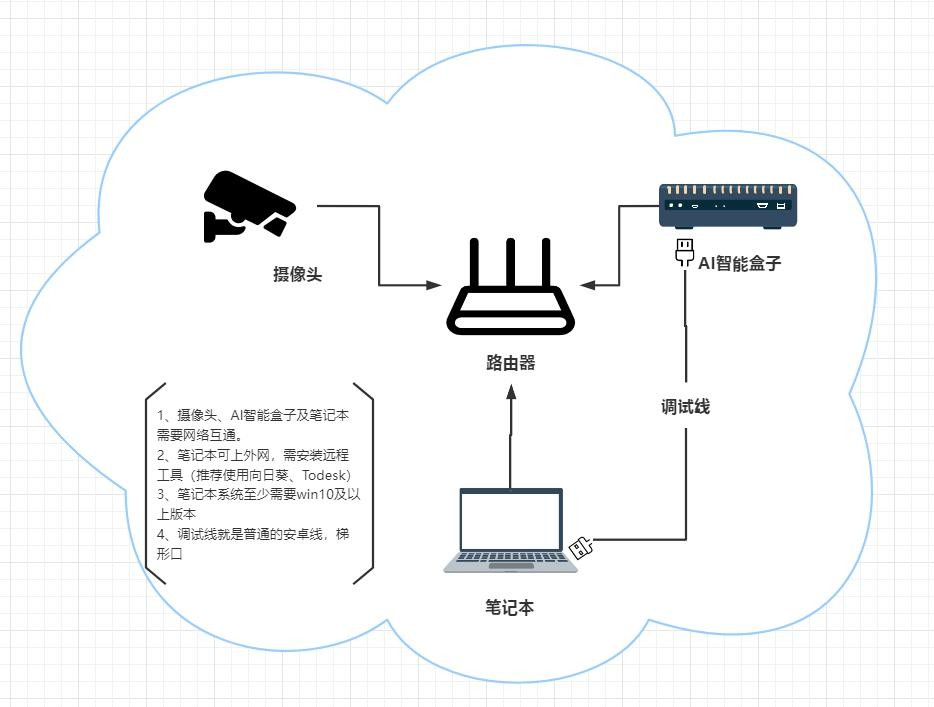 摄像头
AI智能盒子
路由器
调试线
1、摄像头、AI智能盒子及笔记本
需要网络互通。
2、笔记本可上外网，需安装远程
工具（推荐使用向日葵、Todesk）
3、笔记本系统至少需要win10及以
上版本
4、调试线就是普通的安卓线，梯
形口
笔记本